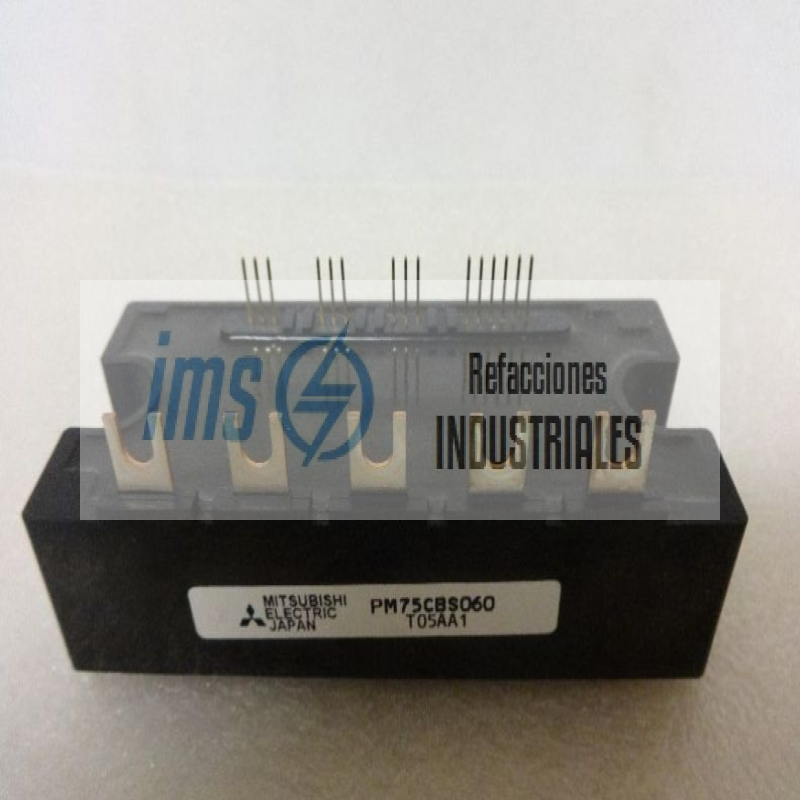 ims
Refacciones
INDUSTRIALES
MITSUBISHI
ELECTRIC
JAPAN
PM75CBS060
T05AA1